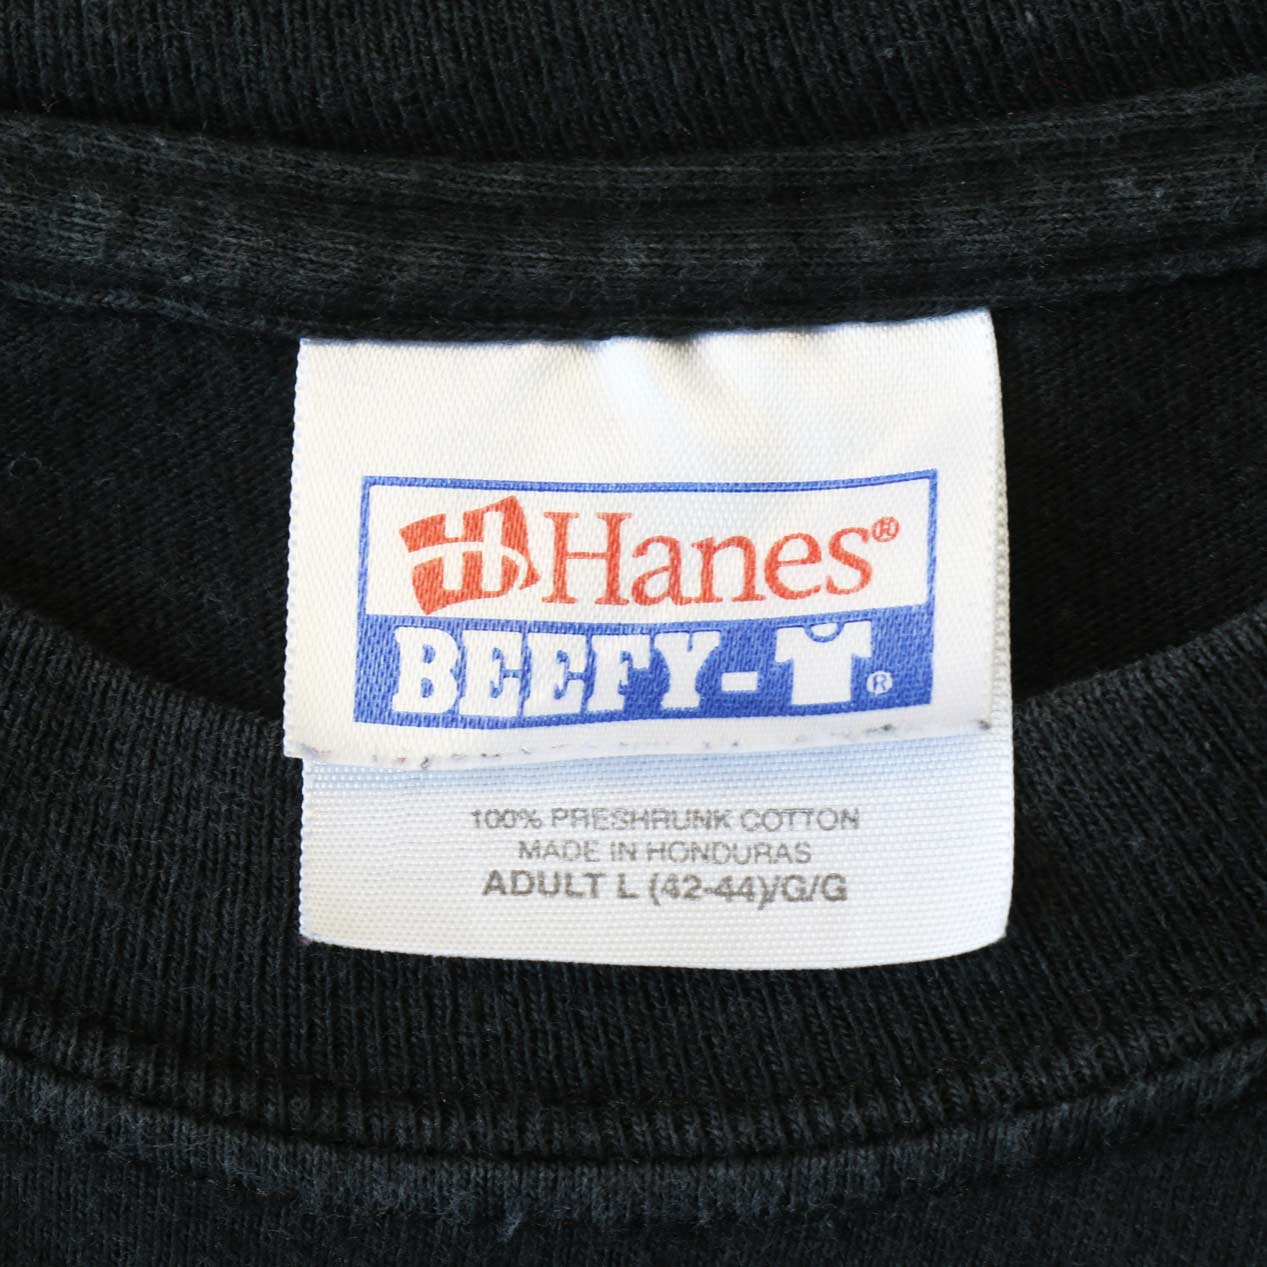 Hanes®
BEEFY-T®
100% PRESHRUNK COTTON
MADE IN HONDURAS
ADULT L (42-44)/G/G